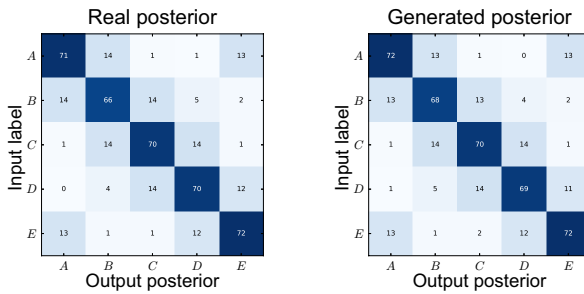 Real posterior
Input label
A 71 14 1 1 13
B 14 66 14 5 2
C 1 14 70 14 1
D 0 4 14 70 12
E 13 1 1 12 72
A B C D E
Output posterior
Generated posterior
Input label
A 72 13 1 0 13
B 13 68 13 4 2
C 1 14 70 14 1
D 1 5 14 69 11
E 13 1 2 12 72
A B C D E
Output posterior